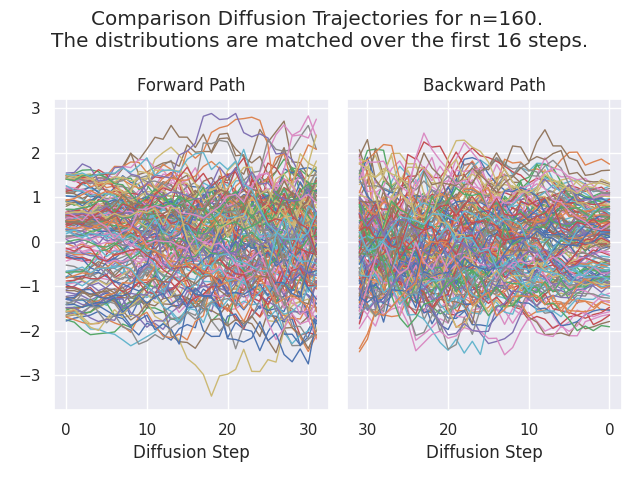 Comparison Diffusion Trajectories for n=160.
The distributions are matched over the first 16 steps.
Forward Path
Backward Path
3
2
1
0
−1
−2
−3
0 10 20 30
30 20 10 0
Diffusion Step
Diffusion Step